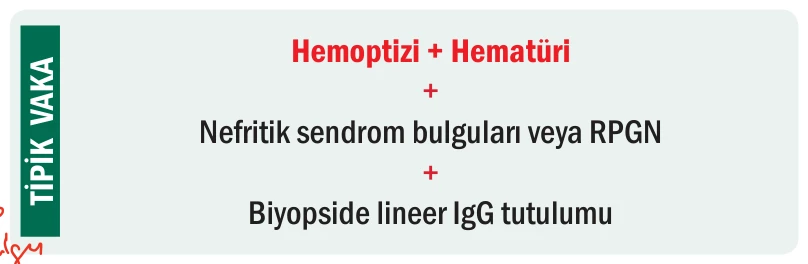 TİPİK VAKA
Hemoptizi + Hematüri
+
Nefritik sendrom bulguları veya RPGN
+
Biyopside lineer IgG tutulumu